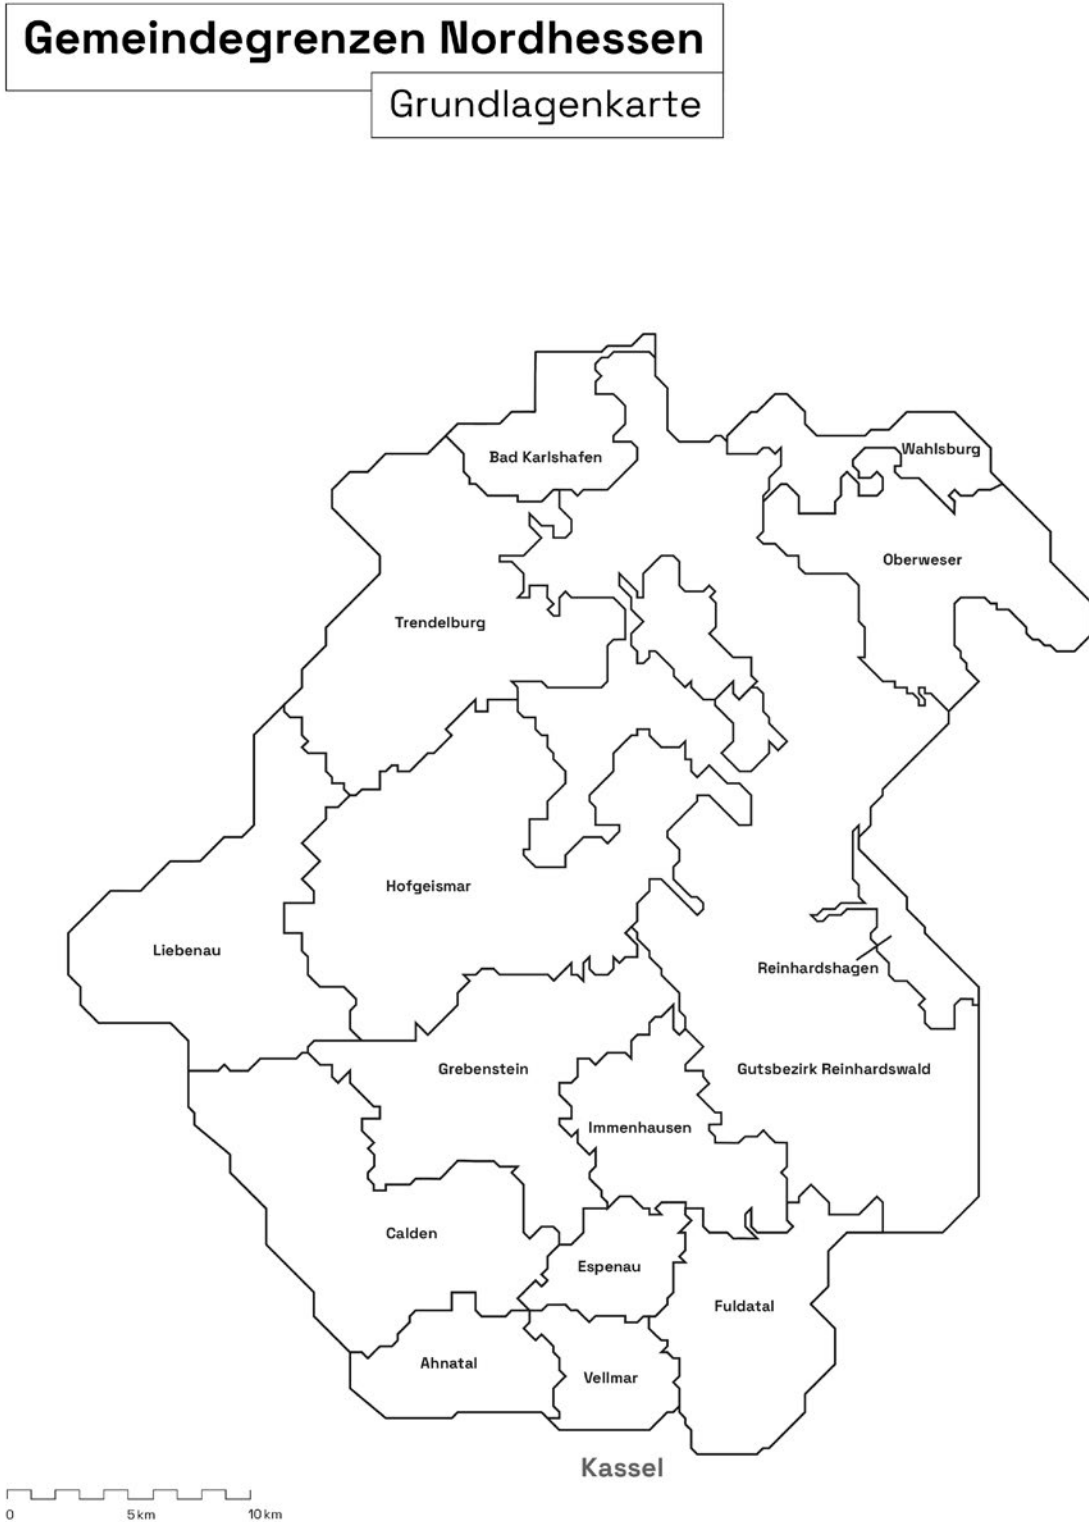 Gemeindegrenzen Nordhessen
Grundlagenkarte
Wahlsburg
Bad Karlshafen
Oberweser
Trendelburg
Hofgeismar
Liebenau
Reinhardshagen
Grebenstein
Gutsbezirk Reinhardswald
Immenhausen
Calden
Espenau
Fuldatal
Ahnatal
Vellmar
Kassel
0 5 km 10 km